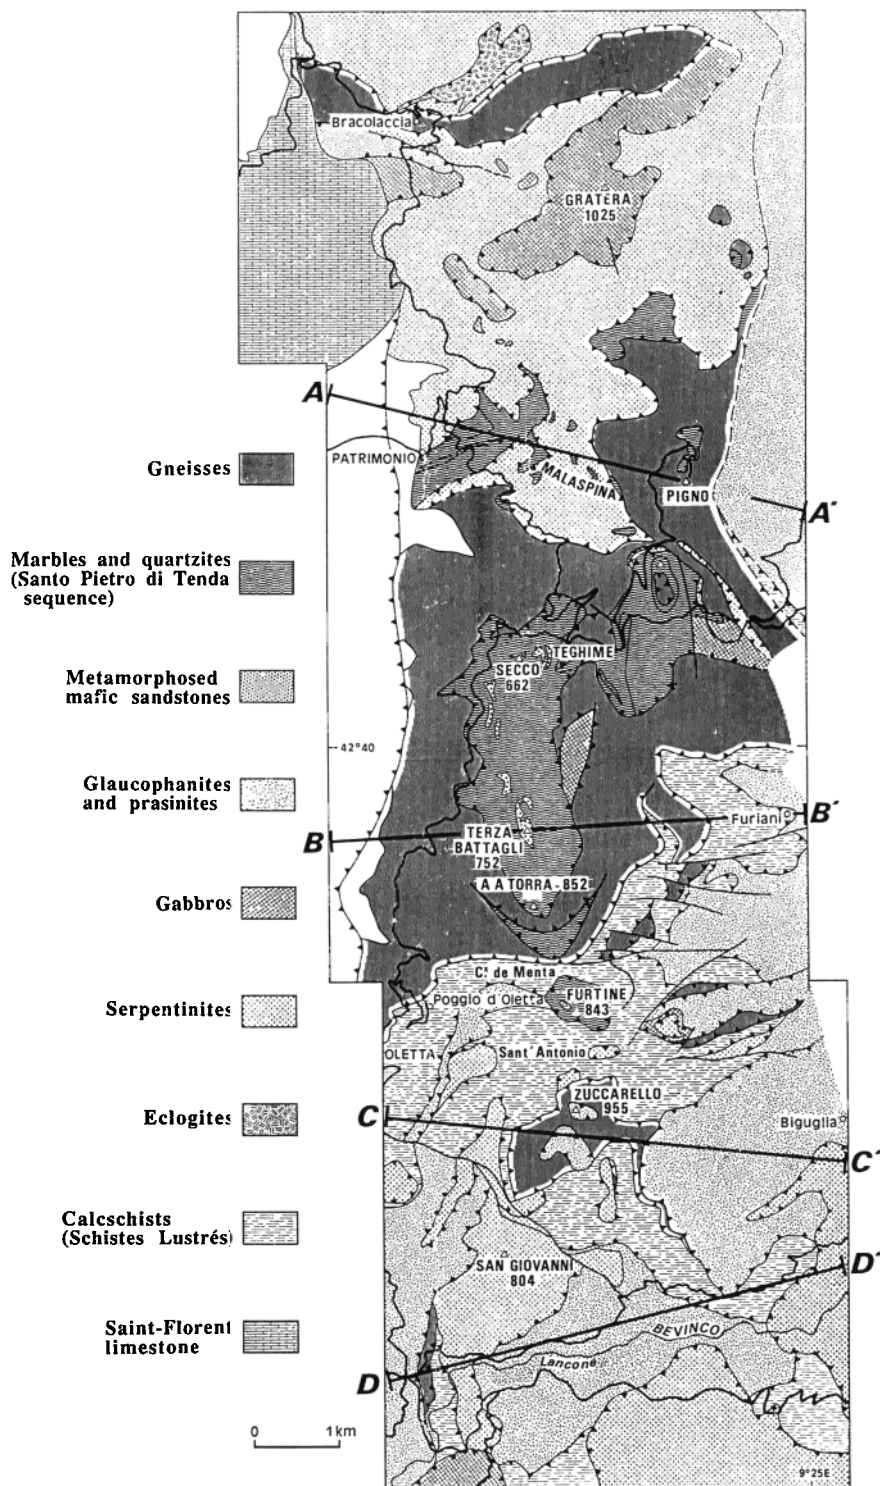 Bracolaccia
GRATERA
1025
A
PATRIMONIO
MALASPINA
PIGNO
A´
Gneisses
Marbles and quartzites
(Santo Pietro di Tenda
sequence)
TEGHIME
SECCO
662
Metamorphosed
mafic sandstones
42°40
Glaucophanites
and prasinites
Furiani
B´
B
TERZA
BATTAGLI
752
A A TORRA-852
Gabbros
C. de Menta
Poggio d'Oletta
FURTINE
843
Serpentinites
OLETTA
Sant'Antonio
ZUCCARELLO
955
Eclogites
C
Biguglia
C´
Calcschists
(Schistes Lustrés)
SAN GIOVANNI
804
D´
Saint-Florent
limestone
BEVINCO
Lancone
D
0 1km
9°25E